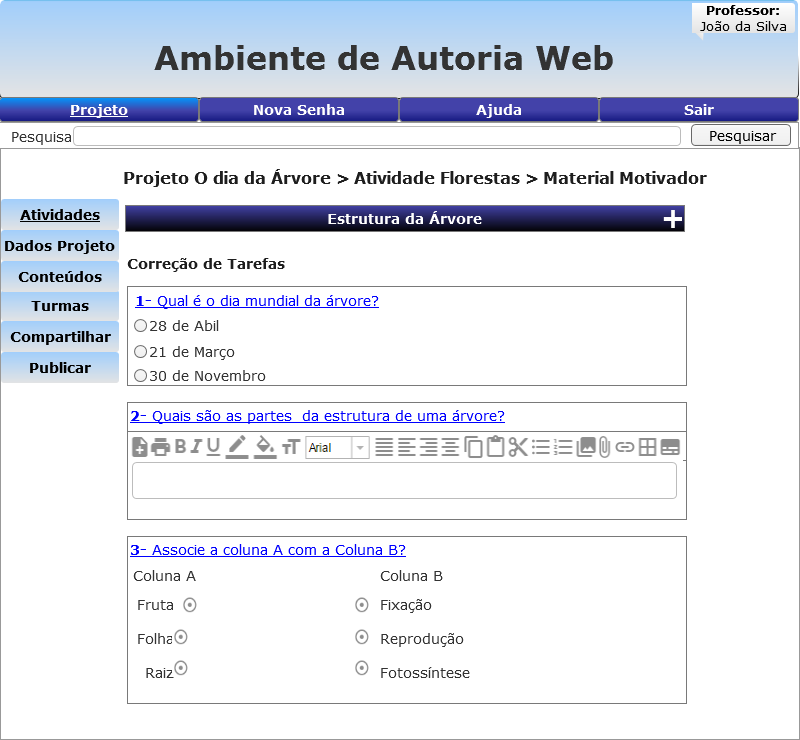 Professor:
João da Silva
Ambiente de Autoria Web
Projeto Nova Senha Ajuda Sair
Pesquisa Pesquisar
Projeto O dia da Árvore > Atividade Florestas > Material Motivador
Atividades
Dados Projeto
Conteúdos
Turmas
Compartilhar
Publicar
Estrutura da Árvore
Correção de Tarefas
1- Qual é o dia mundial da árvore?
28 de Abil
21 de Março
30 de Novembro
2- Quais são as partes da estrutura de uma árvore?
B I U Arial
3- Associe a coluna A com a Coluna B?
Coluna A Coluna B
Fruta Fixação
Folha Reprodução
Raiz Fotossíntese